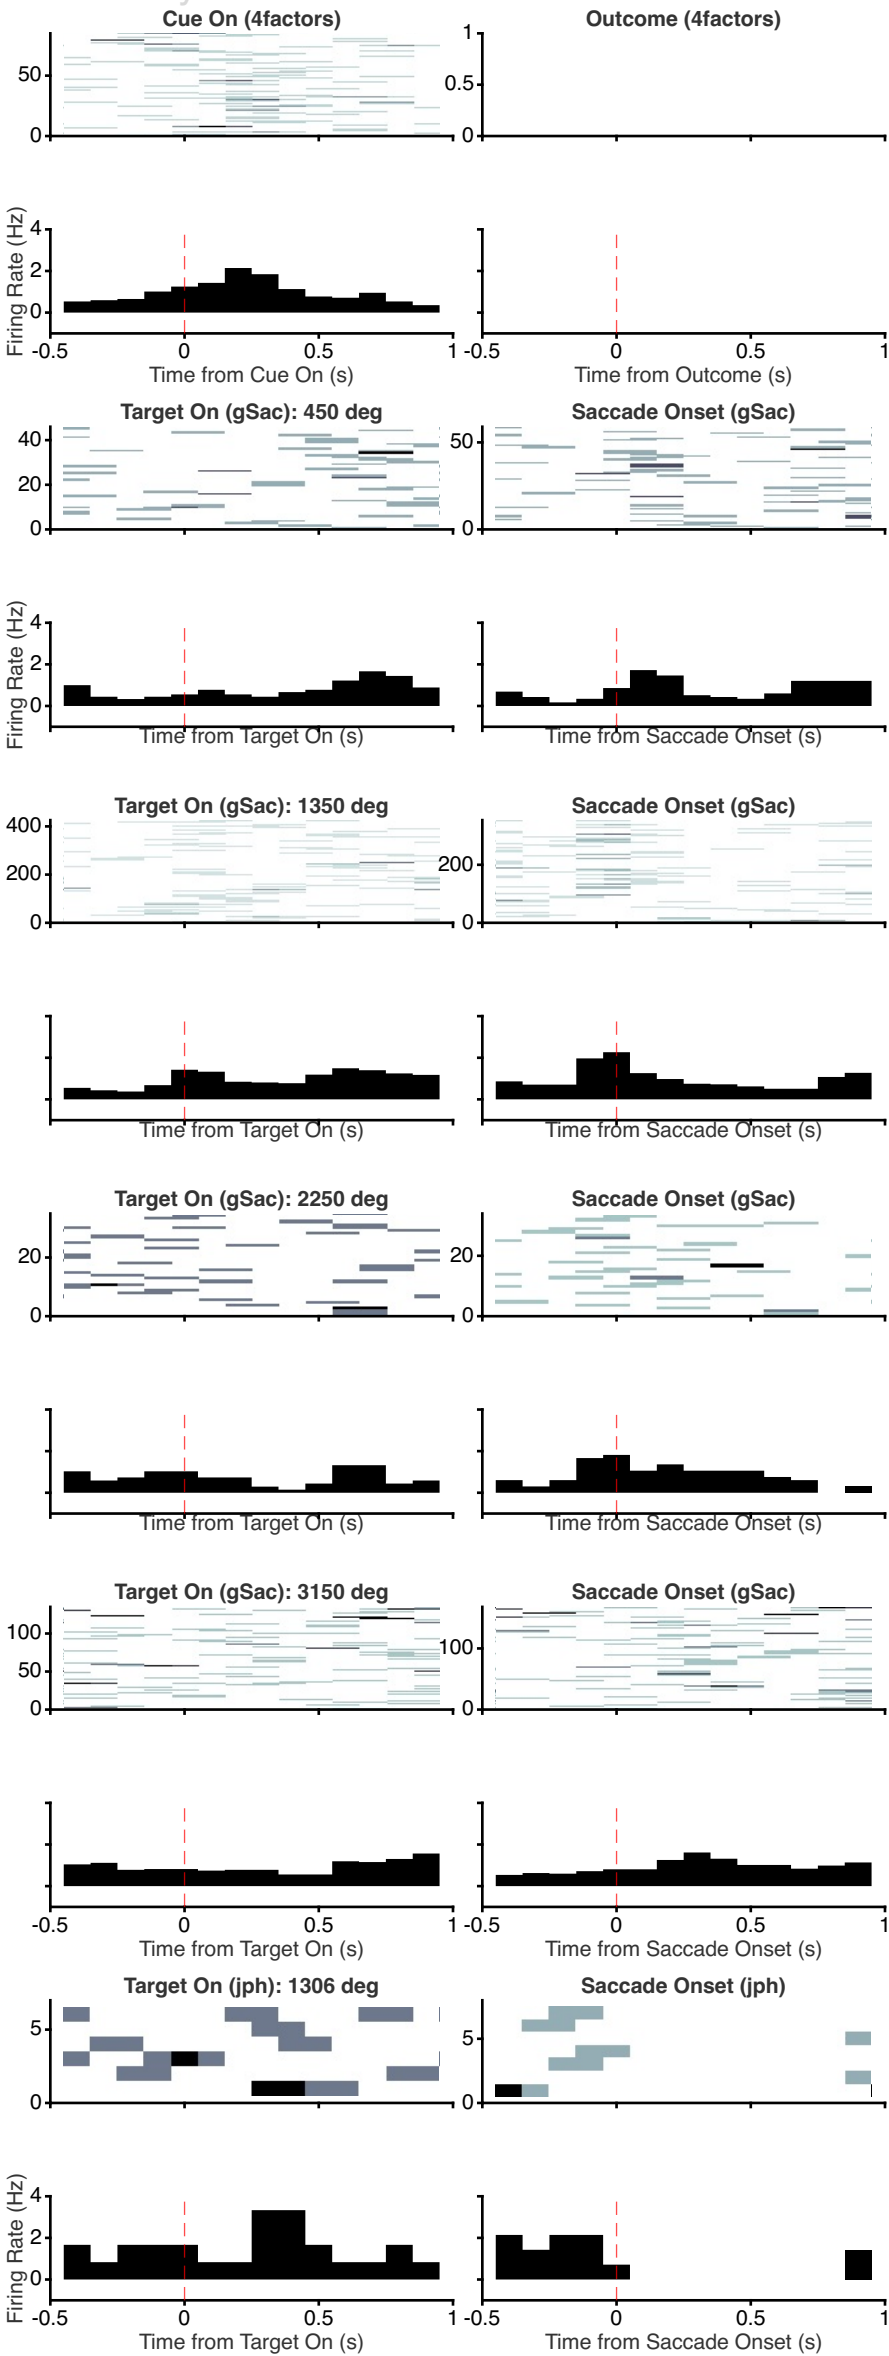 Cue On (4factors)
Outcome (4factors)
50
0
1
0.5
0
Firing Rate (Hz)
4
2
0
-0.5 0 0.5 1
Time from Cue On (s)
-0.5 0 0.5 1
Time from Outcome (s)
Target On (gSac): 450 deg
Saccade Onset (gSac)
40
20
0
50
0
Firing Rate (Hz)
4
2
0
Time from Target On (s)
Time from Saccade Onset (s)
Target On (gSac): 1350 deg
Saccade Onset (gSac)
400
200
0
200
0
Time from Target On (s)
Time from Saccade Onset (s)
Target On (gSac): 2250 deg
Saccade Onset (gSac)
20
0
20
0
Time from Target On (s)
Time from Saccade Onset (s)
Target On (gSac): 3150 deg
Saccade Onset (gSac)
100
50
0
100
0
-0.5 0 0.5 1
Time from Target On (s)
-0.5 0 0.5 1
Time from Saccade Onset (s)
Target On (jph): 1306 deg
Saccade Onset (jph)
5
0
5
0
Firing Rate (Hz)
4
2
0
-0.5 0 0.5 1
Time from Target On (s)
-0.5 0 0.5 1
Time from Saccade Onset (s)